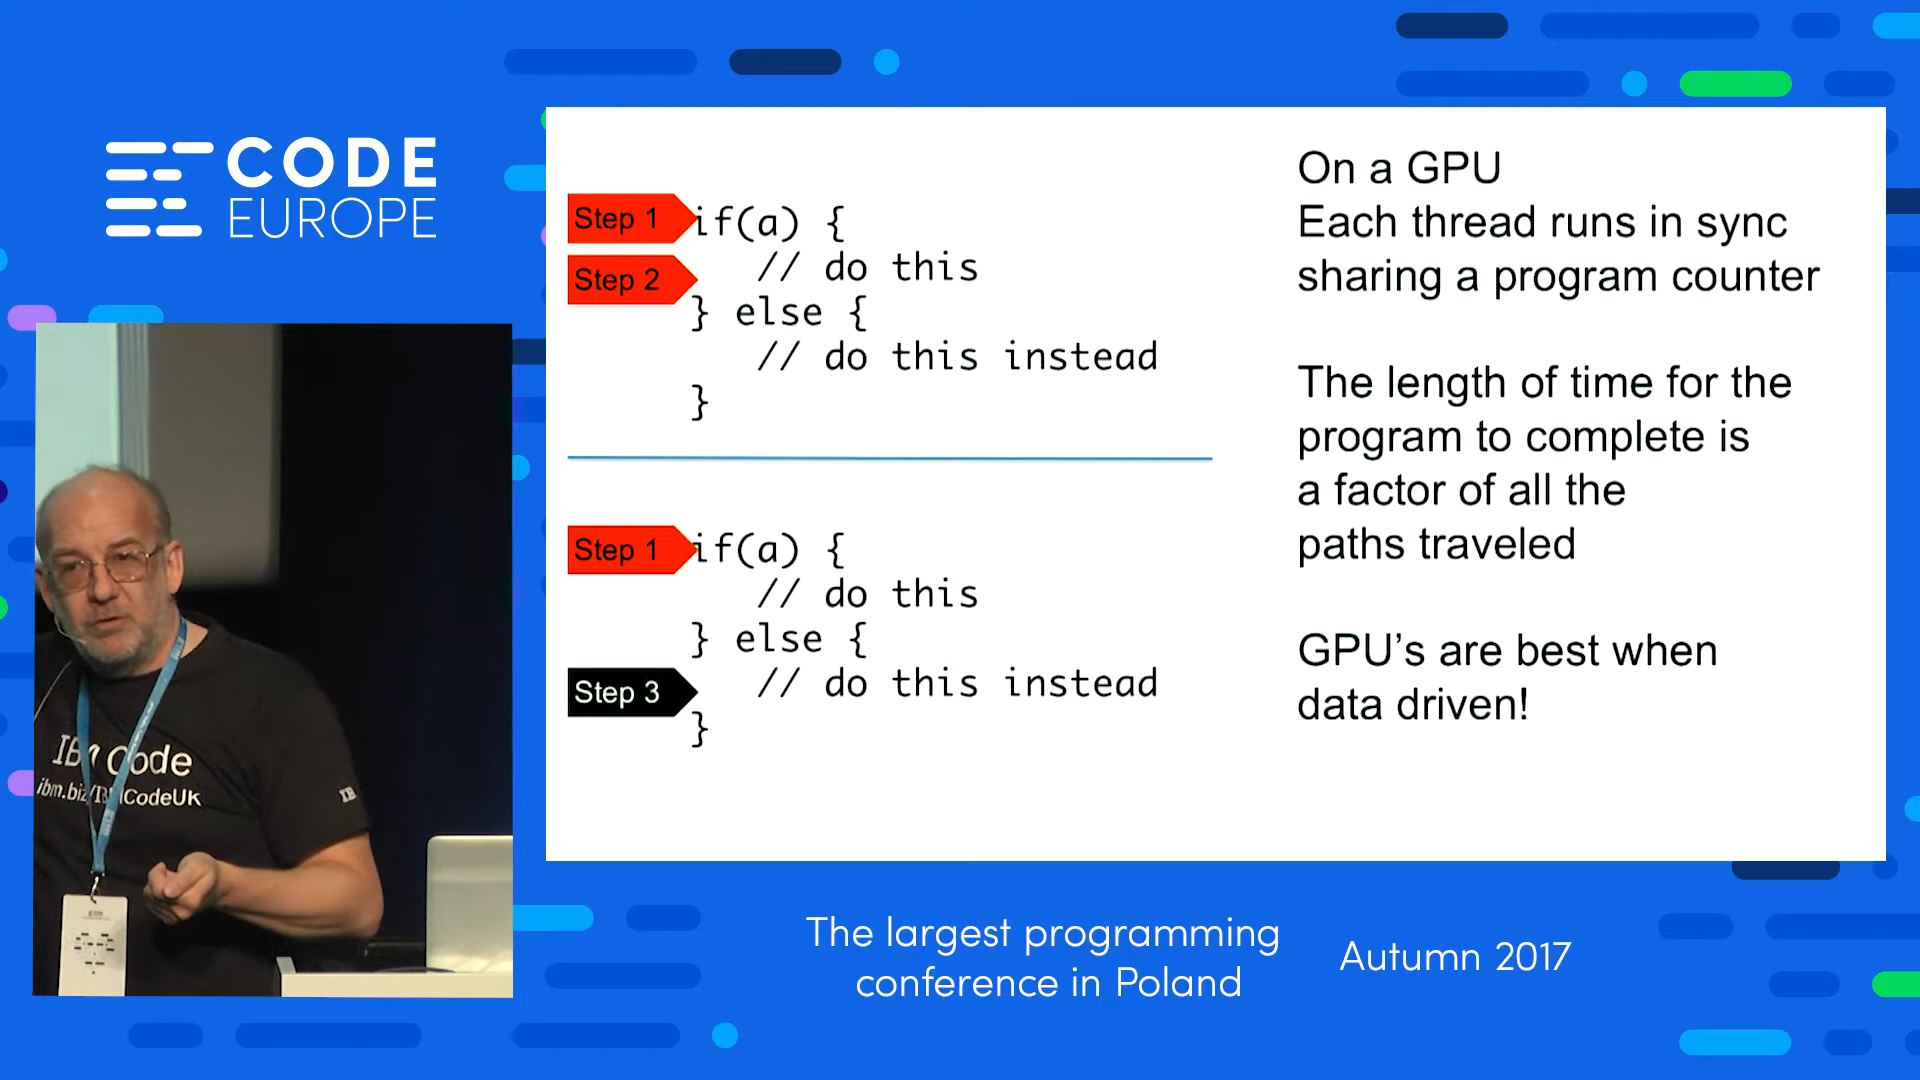 CODE
EUROPE
Step 1
if(a) {
// do this
Step 2
} else {
// do this instead
}
Step 1
if(a) {
// do this
} else {
Step 3
// do this instead
}
On a GPU
Each thread runs in sync
sharing a program counter
The length of time for the
program to complete is
a factor of all the
paths traveled
GPU's are best when
data driven!
IBM Code
ibm.biz/IBMCodeUK
The largest programming
conference in Poland
Autumn 2017